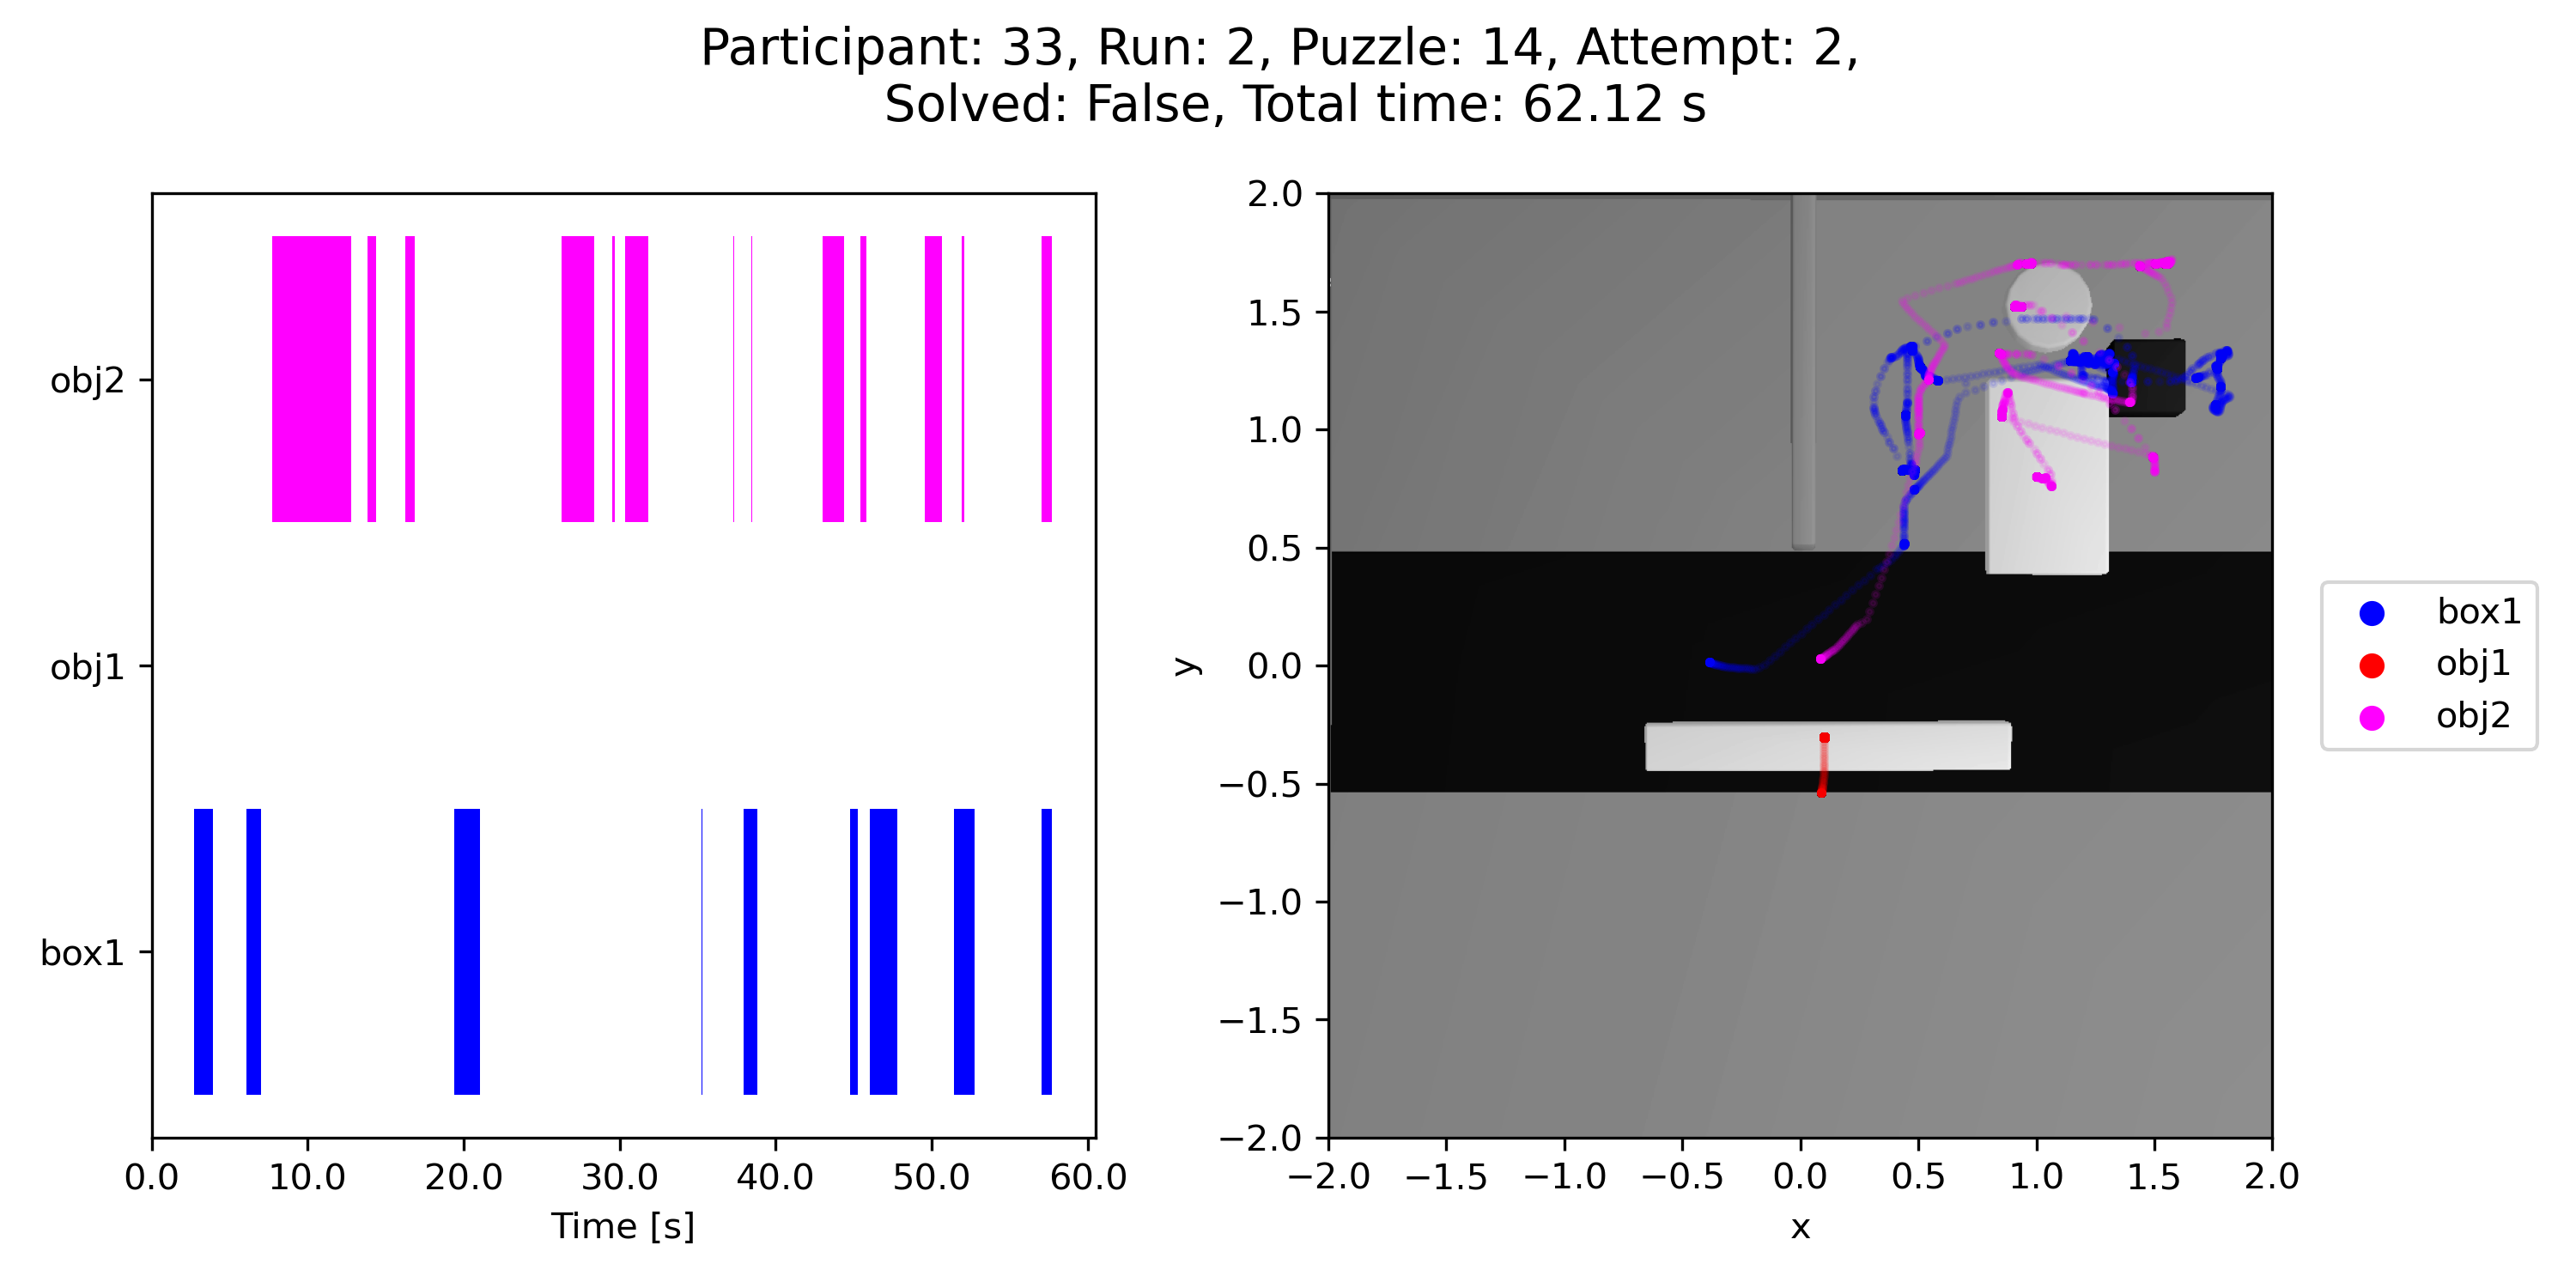 Participant: 33, Run: 2, Puzzle: 14, Attempt: 2,
Solved: False, Total time: 62.12 s
obj2
obj1
box1
0.0 10.0 20.0 30.0 40.0 50.0 60.0
Time [s]
2.0
1.5
1.0
0.5
0.0
−0.5
−1.0
−1.5
−2.0
y
−2.0 −1.5 −1.0 −0.5 0.0 0.5 1.0 1.5 2.0
x
box1
obj1
obj2